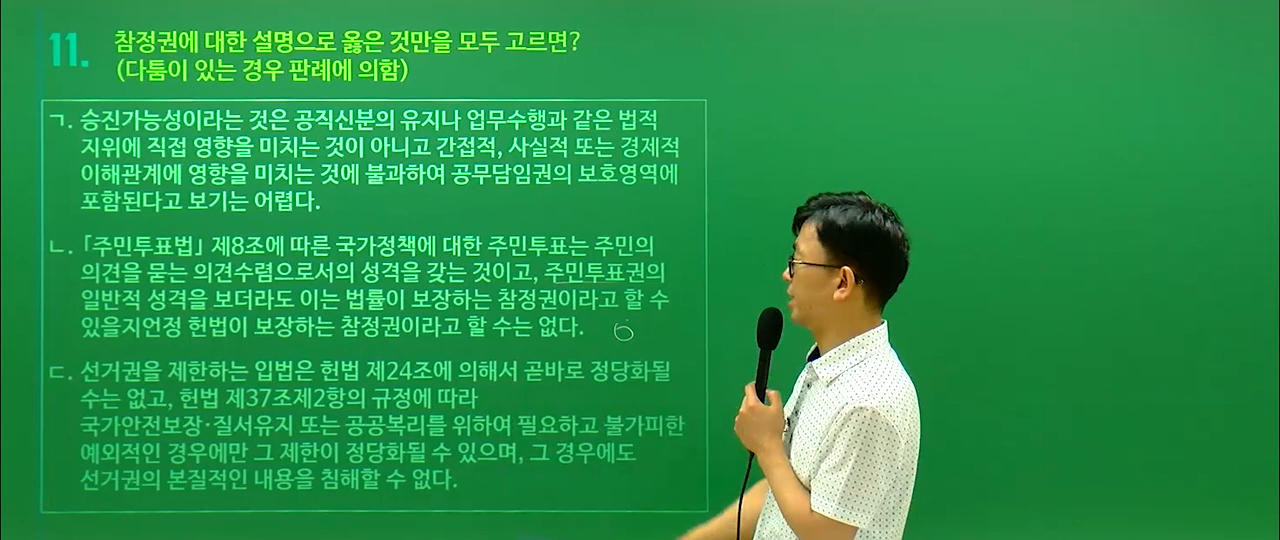 11. 참정권에 대한 설명으로 옳은 것만을 모두 고르면?
(다툼이 있는 경우 판례에 의함)
ㄱ. 승진가능성이라는 것은 공직신분의 유지나 업무수행과 같은 법적
지위에 직접 영향을 미치는 것이 아니고 간접적, 사실적 또는 경제적
이해관계에 영향을 미치는 것에 불과하여 공무담임권의 보호영역에
포함된다고 보기는 어렵다.
ㄴ. 「주민투표법」 제8조에 따른 국가정책에 대한 주민투표는 주민의
의견을 묻는 의견수렴으로서의 성격을 갖는 것이고, 주민투표권의
일반적 성격을 보더라도 이는 법률이 보장하는 참정권이라고 할 수
있을지언정 헌법이 보장하는 참정권이라고 할 수는 없다.
ㄷ. 선거권을 제한하는 입법은 헌법 제24조에 의해서 곧바로 정당화될
수는 없고, 헌법 제37조제2항의 규정에 따라
국가안전보장·질서유지 또는 공공복리를 위하여 필요하고 불가피한
예외적인 경우에만 그 제한이 정당화될 수 있으며, 그 경우에도
선거권의 본질적인 내용을 침해할 수 없다.